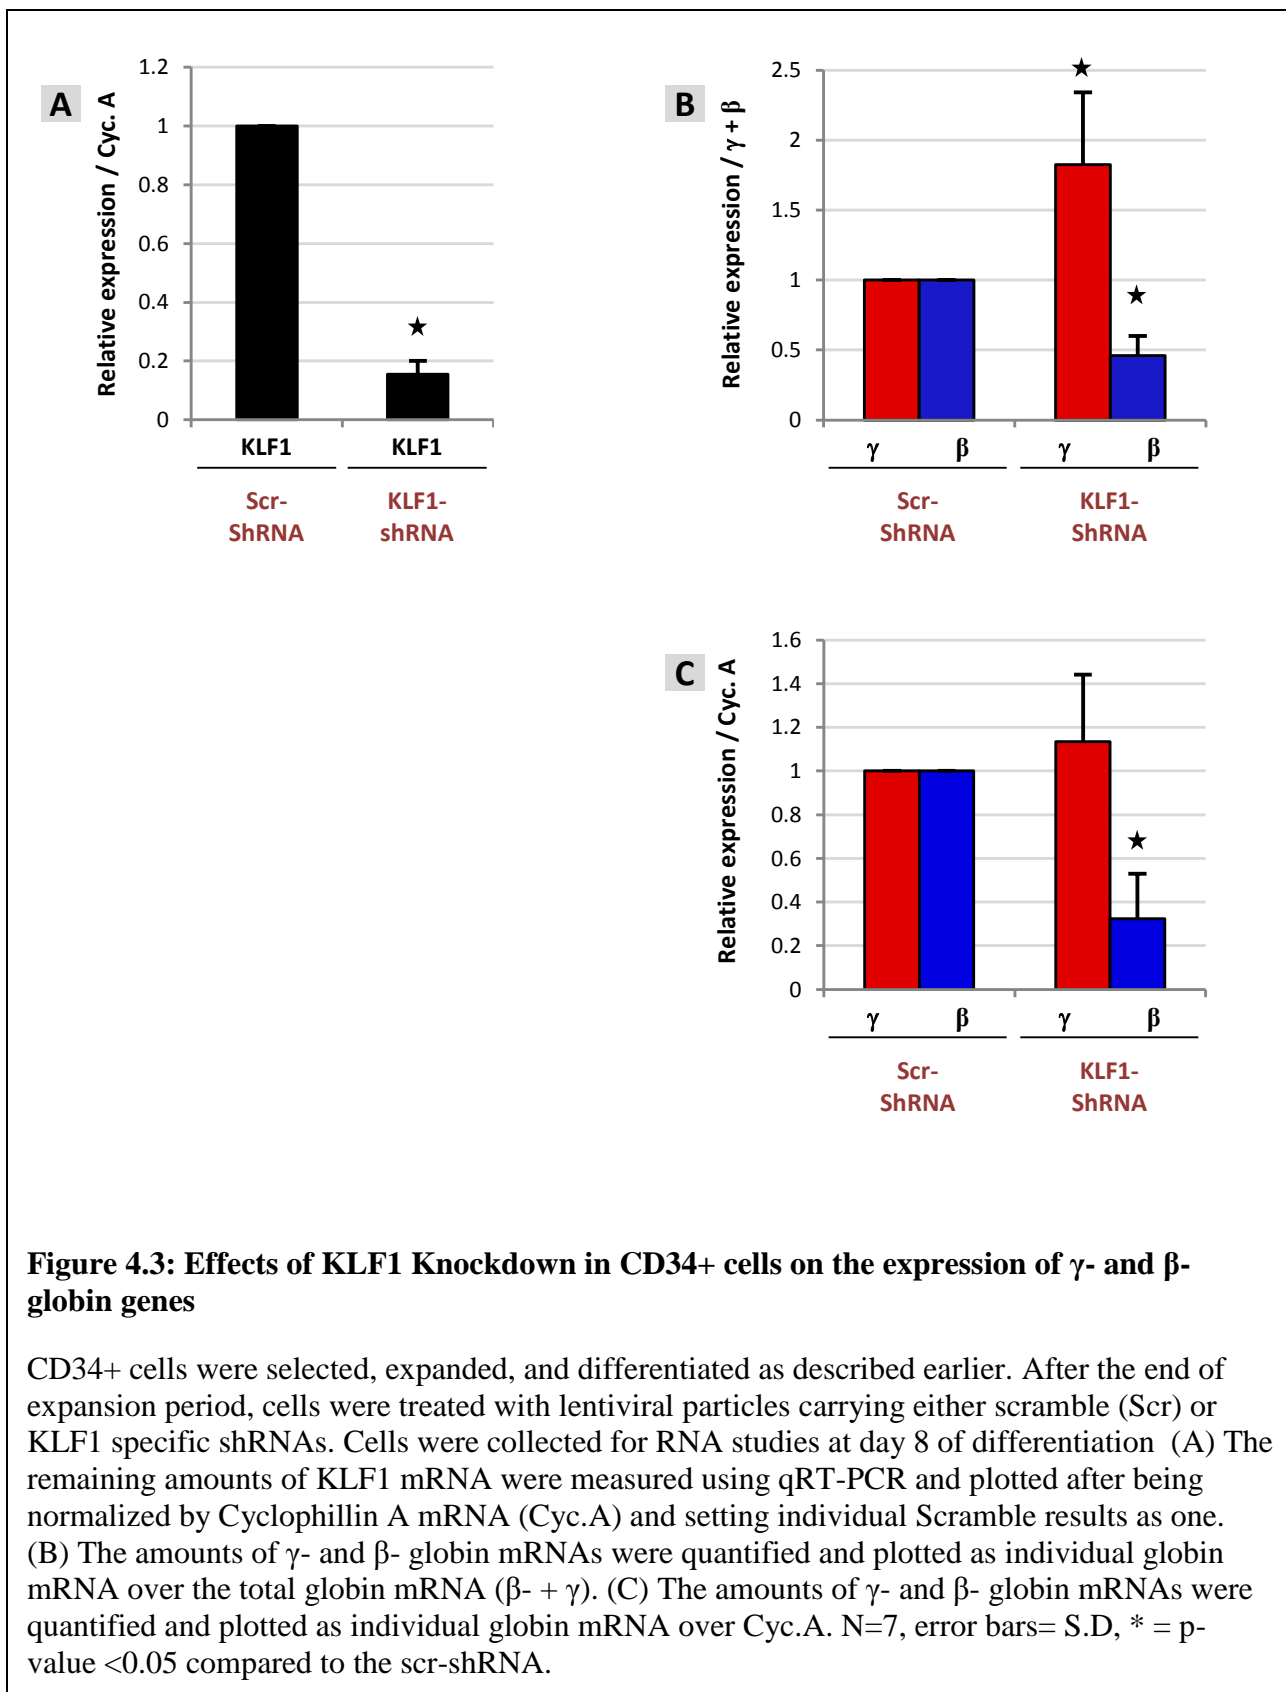 A
Relative expression / Cyc. A
1.2
1
0.8
0.6
0.4
0.2
0
★
KLF1
KLF1
Scr-
ShRNA
KLF1-
shRNA
B
Relative expression / γ + β
2.5
2
1.5
1
0.5
0
★
★
γ β γ β
Scr-
ShRNA
KLF1-
ShRNA
C
Relative expression / Cyc. A
1.6
1.4
1.2
1
0.8
0.6
0.4
0.2
0
★
γ β γ β
Scr-
ShRNA
KLF1-
ShRNA
Figure 4.3: Effects of KLF1 Knockdown in CD34+ cells on the expression of γ- and β-
globin genes
CD34+ cells were selected, expanded, and differentiated as described earlier. After the end of
expansion period, cells were treated with lentiviral particles carrying either scramble (Scr) or
KLF1 specific shRNAs. Cells were collected for RNA studies at day 8 of differentiation (A) The
remaining amounts of KLF1 mRNA were measured using qRT-PCR and plotted after being
normalized by Cyclophillin A mRNA (Cyc.A) and setting individual Scramble results as one.
(B) The amounts of γ- and β- globin mRNAs were quantified and plotted as individual globin
mRNA over the total globin mRNA (β- + γ). (C) The amounts of γ- and β- globin mRNAs were
quantified and plotted as individual globin mRNA over Cyc.A. N=7, error bars= S.D, * = p-
value <0.05 compared to the scr-shRNA.